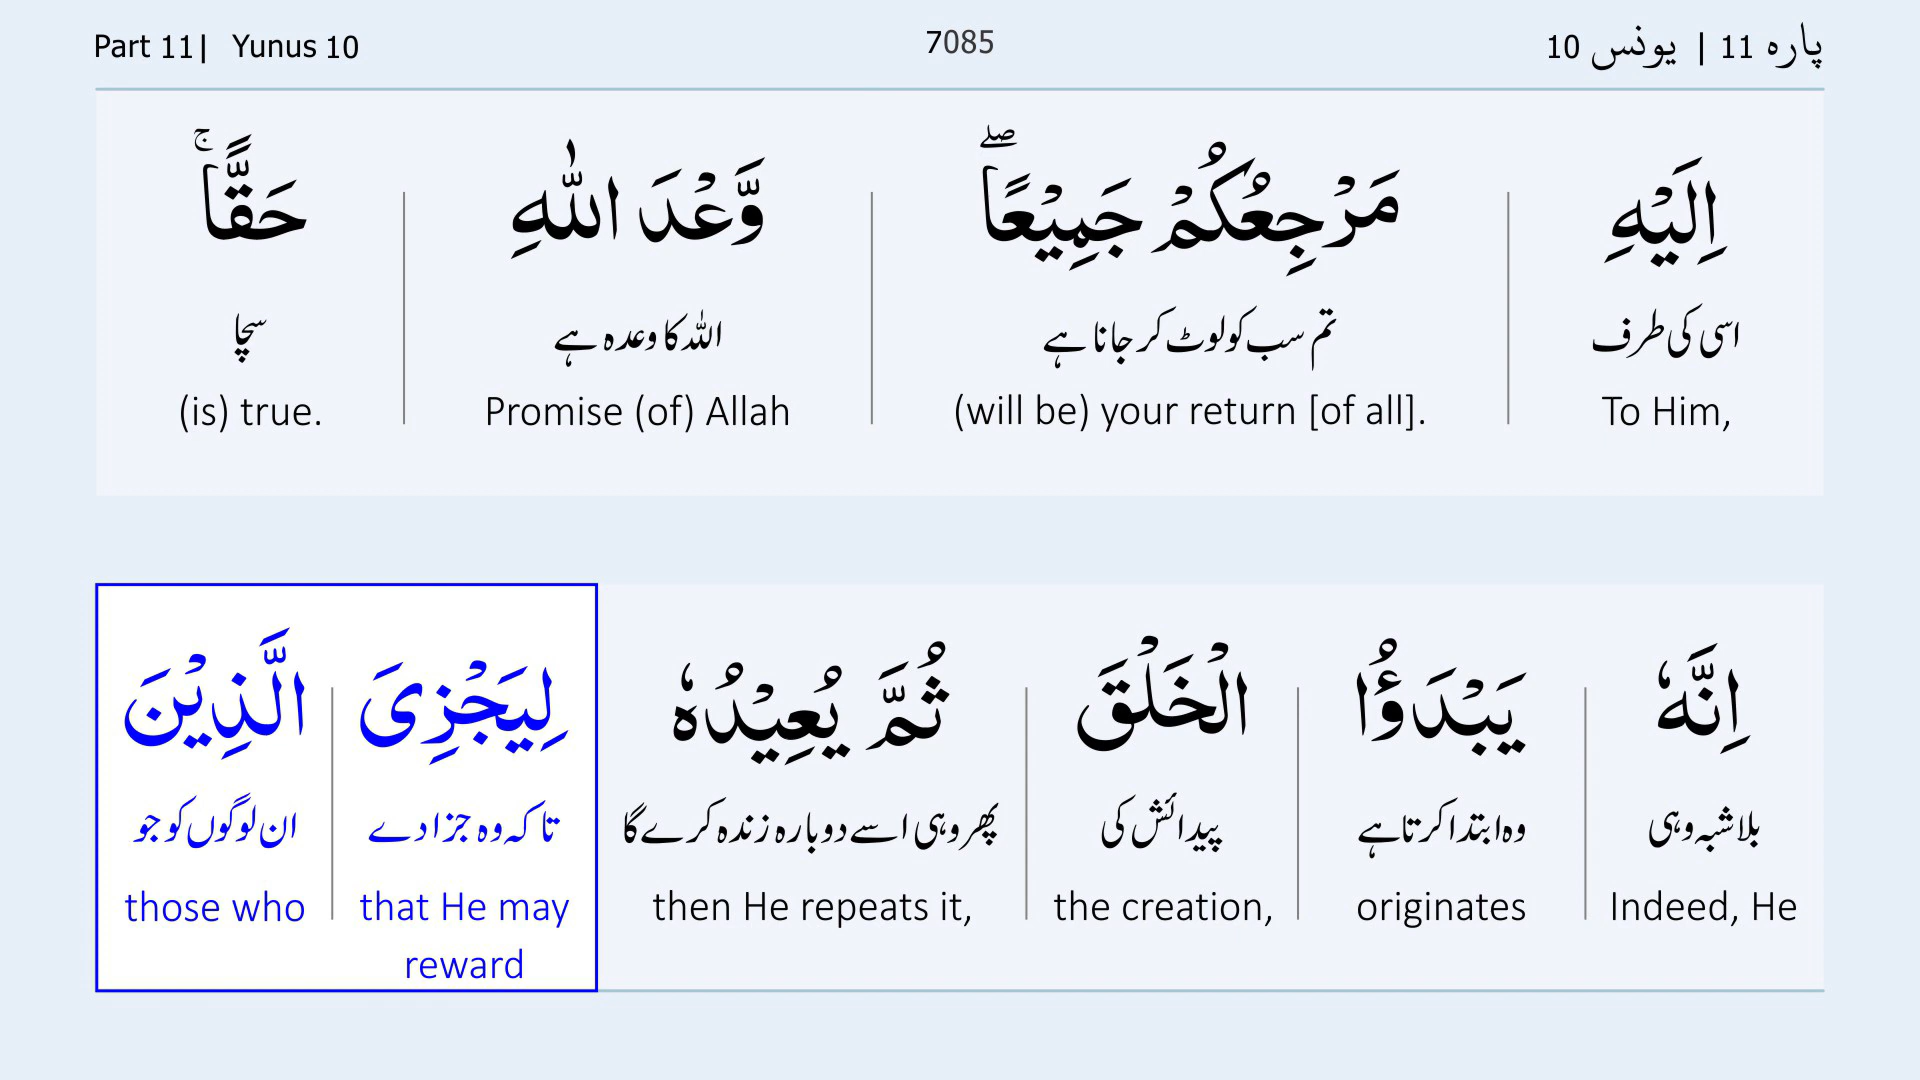 Part 11| Yunus 10
7085
پارہ 11 | یونس 10
اِلَیْهِ مَرْجِعُكُمْ جَمِیْعًا ؕۖ وَّعْدَ اللّٰهِ حَقًّا ۚ
اسی کی طرف تم سب کو لوٹ کر جانا ہے اللہ کا وعدہ ہے سچا
To Him, (will be) your return [of all]. Promise (of) Allah (is) true.
اِنَّهٗ یَبْدَؤُا الْخَلْقَ ثُمَّ یُعِیْدُهٗ لِیَجْزِیَ الَّذِیْنَ
بلاشبہ وہی وہ ابتدا کرتا ہے پیدائش کی پھر وہی اسے دوبارہ زندہ کرے گا تاکہ وہ جزا دے ان لوگوں کو جو
Indeed, He originates the creation, then He repeats it, that He may those who
reward